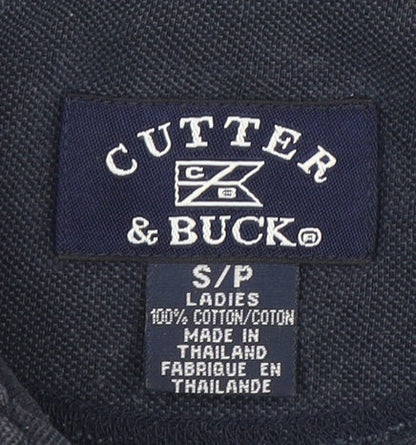 CUTTER
C B
& BUCK®
S/P
LADIES
100% COTTON/COTON
MADE IN
THAILAND
FABRIQUE EN
THAILANDE